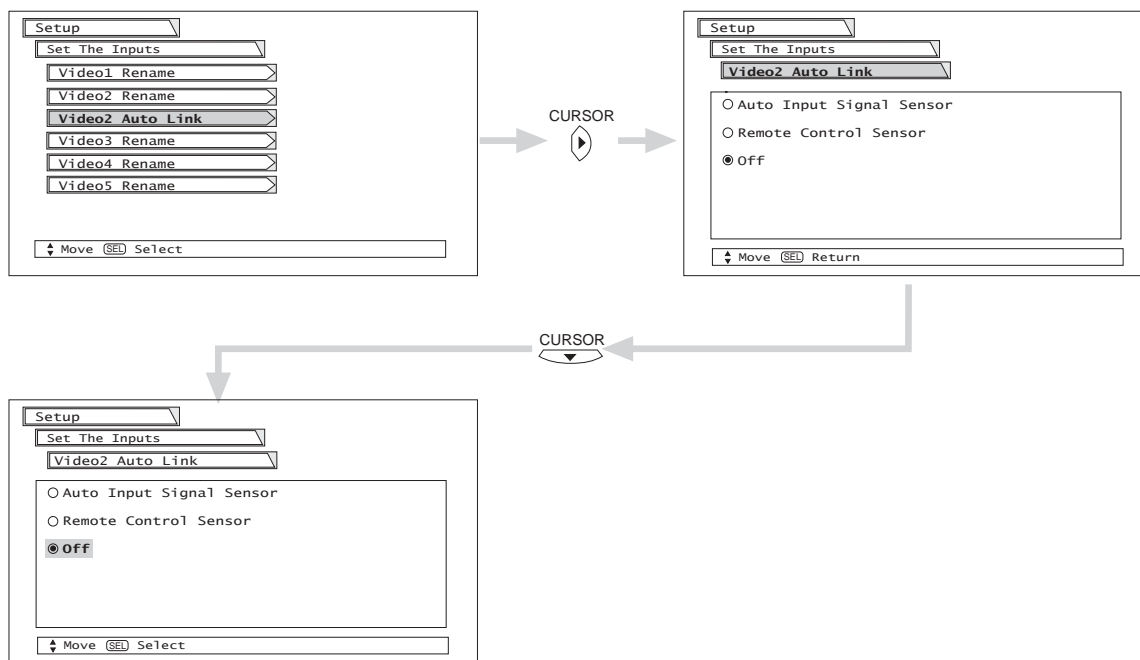 Setup
Set The Inputs
Video1 Rename
Video2 Rename
Video2 Auto Link
Video3 Rename
Video4 Rename
Video5 Rename
Move SEL Select
CURSOR
Setup
Set The Inputs
Video2 Auto Link
Auto Input Signal Sensor
Remote Control Sensor
Off
Move SEL Return
CURSOR
Setup
Set The Inputs
Video2 Auto Link
Auto Input Signal Sensor
Remote Control Sensor
Off
Move SEL Select